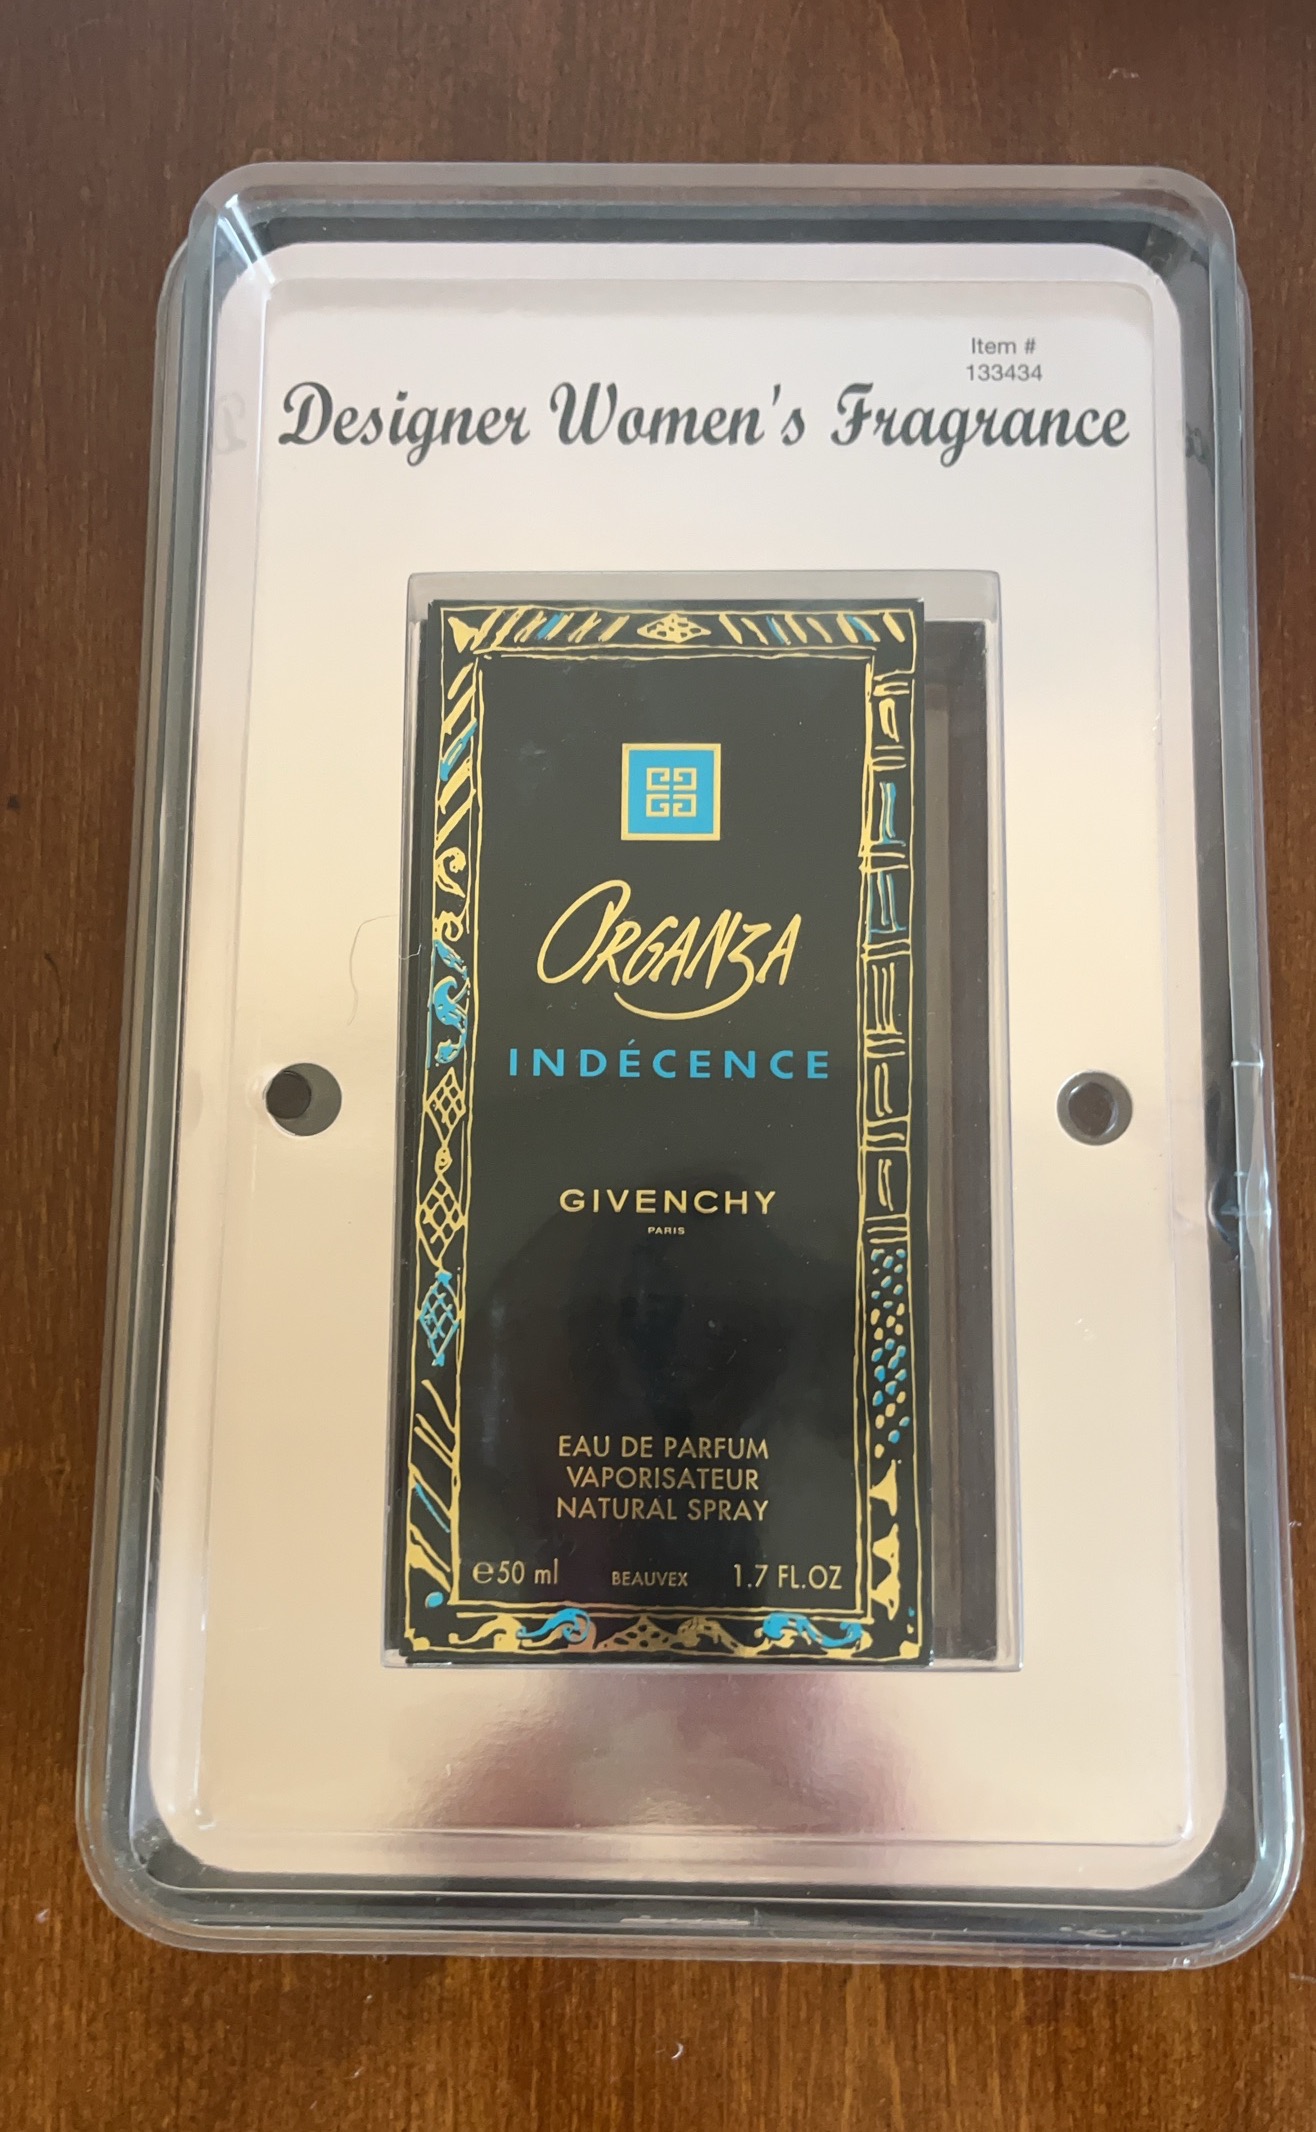 Item #
133434
Designer Women's Fragrance
ORGANZA
INDÉCENCE
GIVENCHY
PARIS
EAU DE PARFUM
VAPORISATEUR
NATURAL SPRAY
℮50 ml BEAUVEX 1.7 FL.OZ